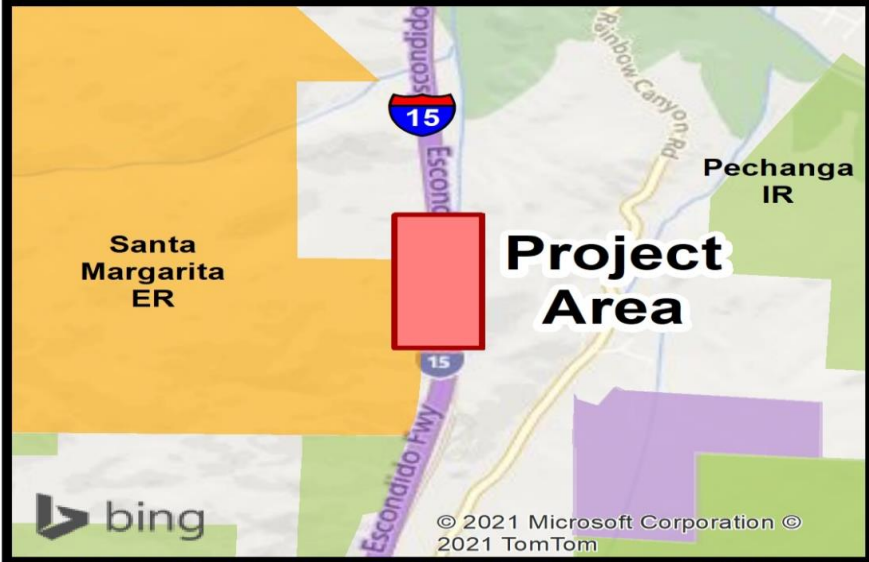 Escondido
15
Escond
Rainbow Canyon Rd
Pechanga
IR
Santa
Margarita
ER
Project
Area
15
Escondido Fwy
bing
© 2021 Microsoft Corporation ©
2021 TomTom